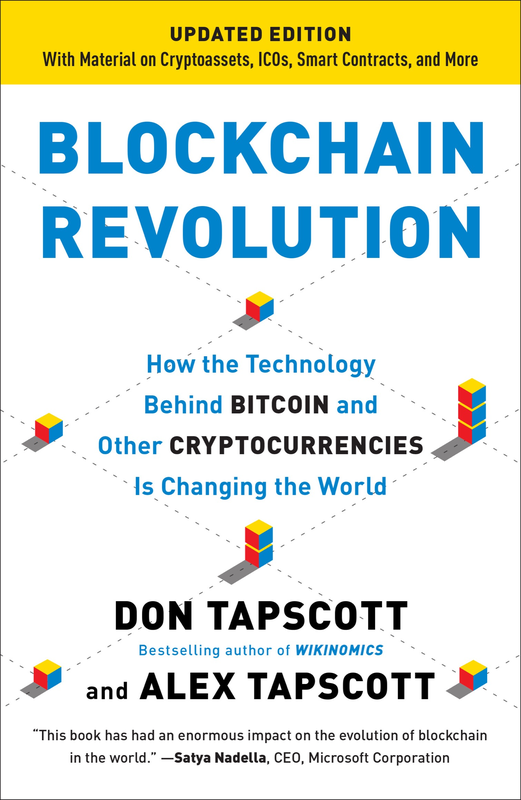 UPDATED EDITION
With Material on Cryptoassets, ICOs, Smart Contracts, and More
BLOCKCHAIN
REVOLUTION
How the Technology
Behind BITCOIN and
Other CRYPTOCURRENCIES
Is Changing the World
DON TAPSCOTT
Bestselling author of WIKINOMICS
and ALEX TAPSCOTT
“This book has had an enormous impact on the evolution of blockchain
in the world.” —Satya Nadella, CEO, Microsoft Corporation